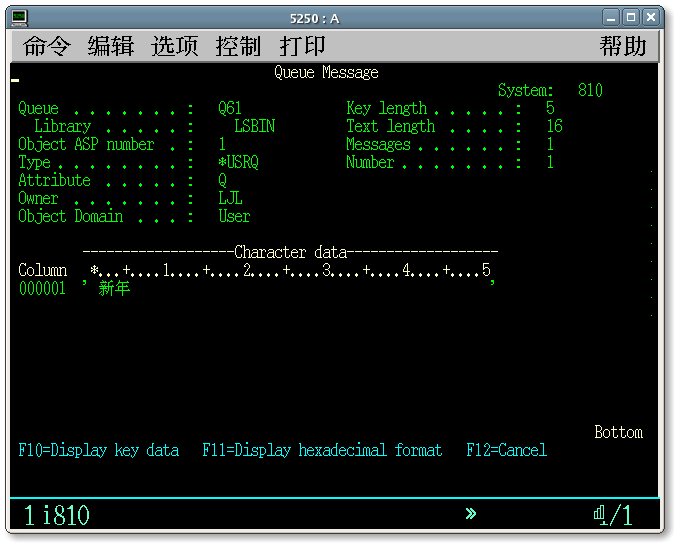 5250 : A
命令 编辑 选项 控制 打印 帮助
Queue Message
System: 810
Queue . . . . . . . : Q61 Key length . . . . . : 5
Library . . . . . . : LSBIN Text length . . . . . : 16
Object ASP number . : 1 Messages . . . . . . : 1
Type . . . . . . . . : *USRQ Number . . . . . . . : 1
Attribute . . . . . : Q
Owner . . . . . . . : LJL
Object Domain . . . : User
-------------------Character data-------------------
Column *...+....1....+....2....+....3....+....4....+....5
000001 ' 新年 '
Bottom
F10=Display key data F11=Display hexadecimal format F12=Cancel
1 i810 » 1/1